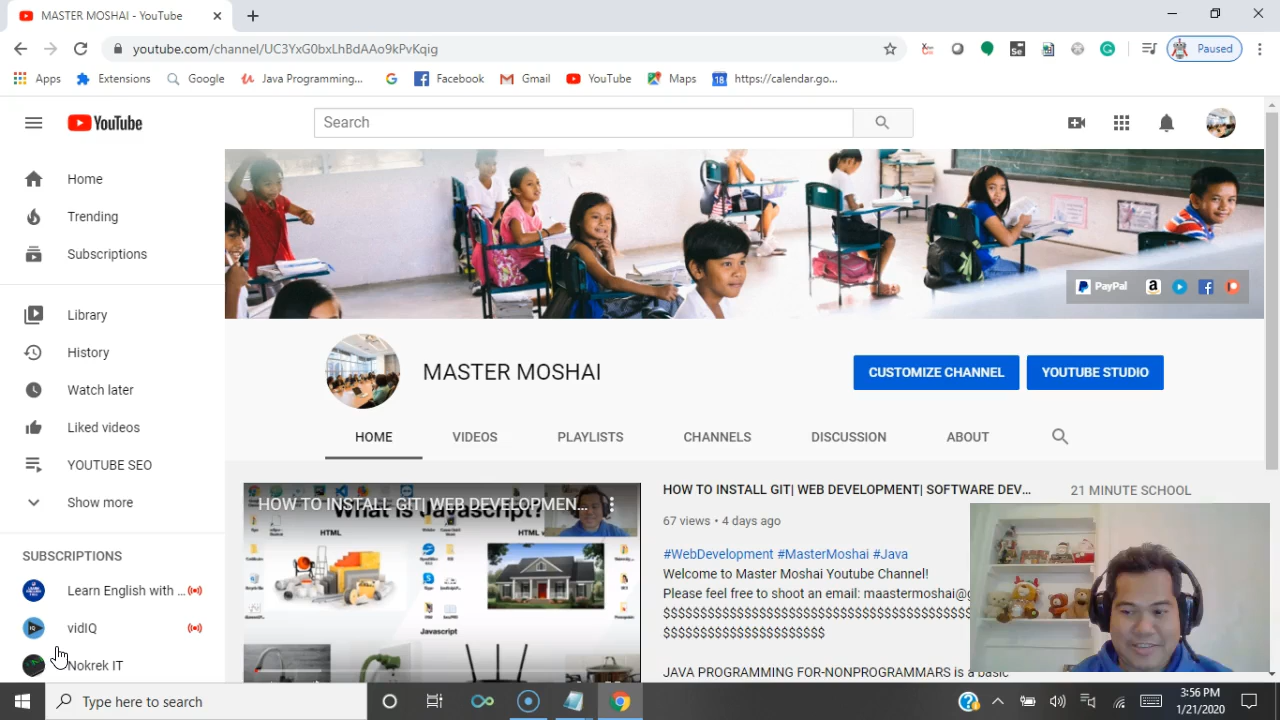 MASTER MOSHAI - YouTube
youtube.com/channel/UC3YxG0bxLhBdAAo9kPvKqig
Paused
Apps Extensions Google Java Programming... Facebook Gmail YouTube Maps 18 https://calendar.go...
YouTube
Search
Home
Trending
Subscriptions
Library
History
Watch later
Liked videos
YOUTUBE SEO
Show more
SUBSCRIPTIONS
Learn English with ...
vidIQ
Nokrek IT
PayPal
MASTER MOSHAI
CUSTOMIZE CHANNEL YOUTUBE STUDIO
HOME VIDEOS PLAYLISTS CHANNELS DISCUSSION ABOUT
HOW TO INSTALL GIT| WEB DEVELOPMEN...
What is Javascript?
HTML
Javascript
HOW TO INSTALL GIT| WEB DEVELOPMENT| SOFTWARE DEV...
67 views • 4 days ago
#WebDevelopment #MasterMoshai #Java
Welcome to Master Moshai Youtube Channel!
Please feel free to shoot an email: maastermoshai@g
$$$$$$$$$$$$$$$$$$$$$$$$$$$$$$$$$$$$$$$
$$$$$$$$$$$$$$$$$$$$$
JAVA PROGRAMMING FOR-NONPROGRAMMARS is a basic
21 MINUTE SCHOOL
Type here to search
3:56 PM
1/21/2020